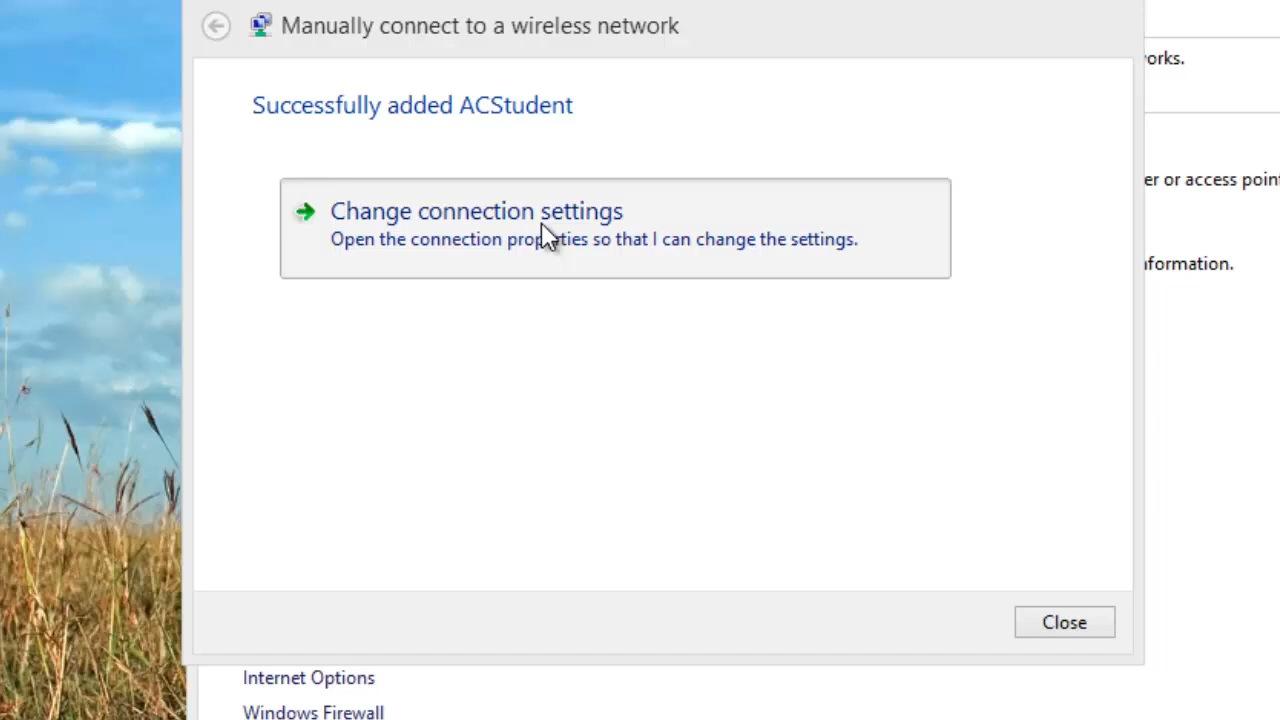 Manually connect to a wireless network
orks.
Successfully added ACStudent
er or access point
Change connection settings
Open the connection properties so that I can change the settings.
formation.
Close
Internet Options
Windows Firewall